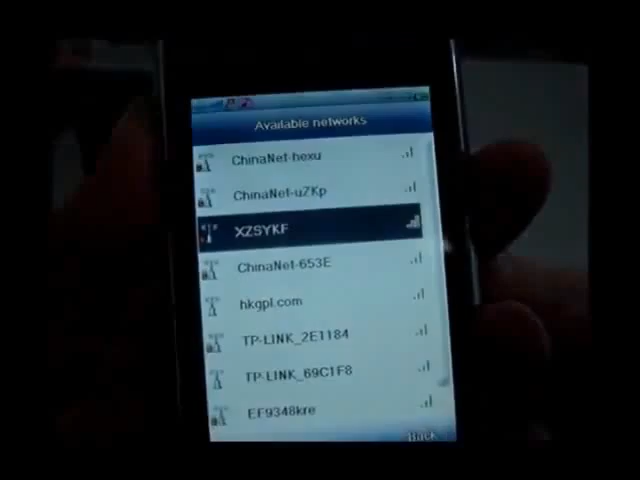 Available networks
ChinaNet-hexu
ChinaNet-uZKp
XZSYKF
ChinaNet-653E
hkgpl.com
TP-LINK_2E1184
TP-LINK_69C1F8
EF9348kre
Back